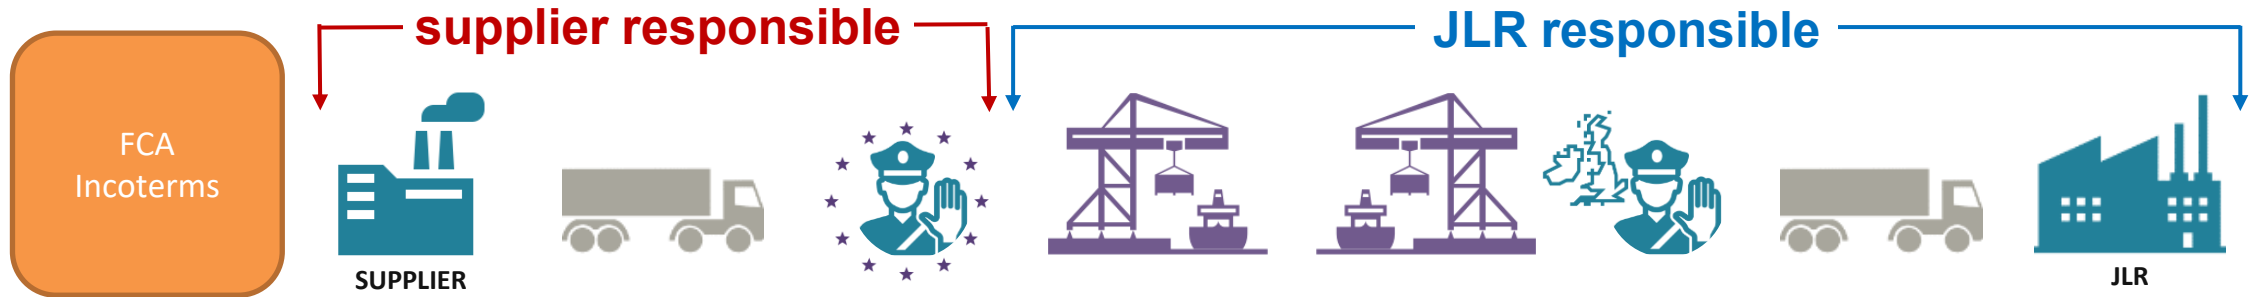 supplier responsible
JLR responsible
FCA
Incoterms
SUPPLIER
JLR